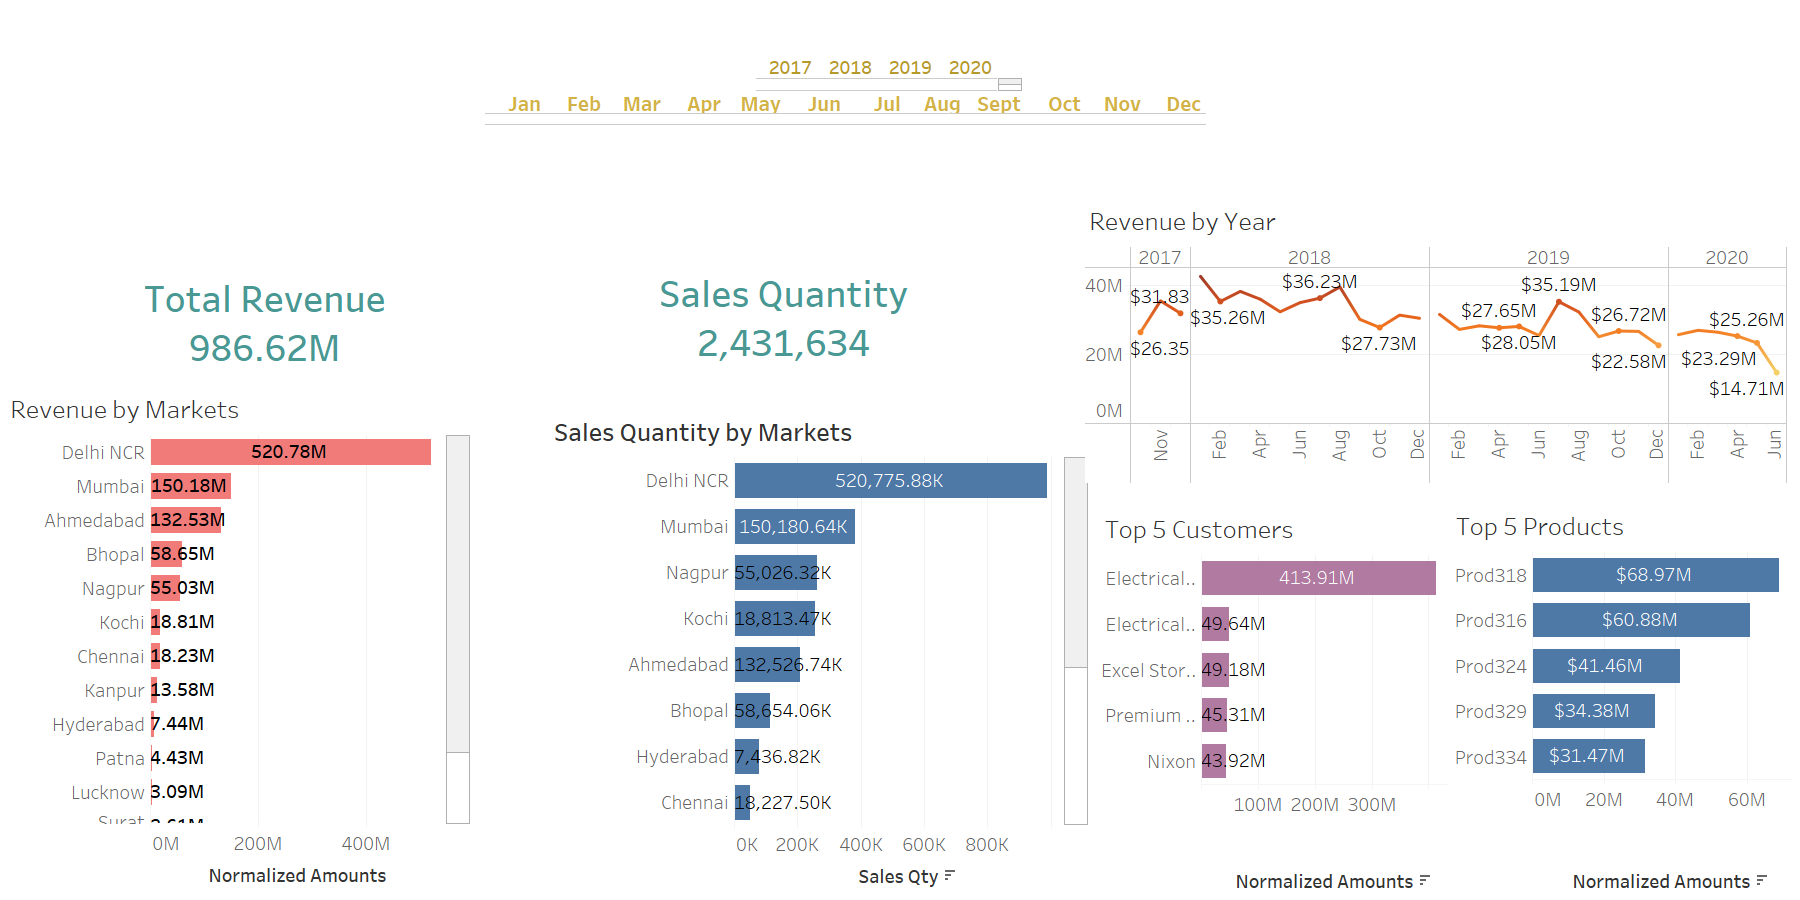 2017 2018 2019 2020
Jan Feb Mar Apr May Jun Jul Aug Sept Oct Nov Dec
Total Revenue
986.62M
Sales Quantity
2,431,634
Revenue by Year
2017 2018 2019 2020
40M
20M
0M
$31.83
$26.35
$35.26M
$36.23M
$27.73M
$27.65M
$28.05M
$35.19M
$26.72M
$22.58M
$25.26M
$23.29M
$14.71M
Nov Feb Apr Jun Aug Oct Dec Feb Apr Jun Aug Oct Dec Feb Apr Jun
Revenue by Markets
Delhi NCR 520.78M
Mumbai 150.18M
Ahmedabad 132.53M
Bhopal 58.65M
Nagpur 55.03M
Kochi 18.81M
Chennai 18.23M
Kanpur 13.58M
Hyderabad 7.44M
Patna 4.43M
Lucknow 3.09M
Surat
0M 200M 400M
Normalized Amounts
Sales Quantity by Markets
Delhi NCR 520,775.88K
Mumbai 150,180.64K
Nagpur 55,026.32K
Kochi 18,813.47K
Ahmedabad 132,526.74K
Bhopal 58,654.06K
Hyderabad 7,436.82K
Chennai 18,227.50K
0K 200K 400K 600K 800K
Sales Qty
Top 5 Customers
Electrical.. 413.91M
Electrical.. 49.64M
Excel Stor.. 49.18M
Premium .. 45.31M
Nixon 43.92M
100M 200M 300M
Normalized Amounts
Top 5 Products
Prod318 $68.97M
Prod316 $60.88M
Prod324 $41.46M
Prod329 $34.38M
Prod334 $31.47M
0M 20M 40M 60M
Normalized Amounts